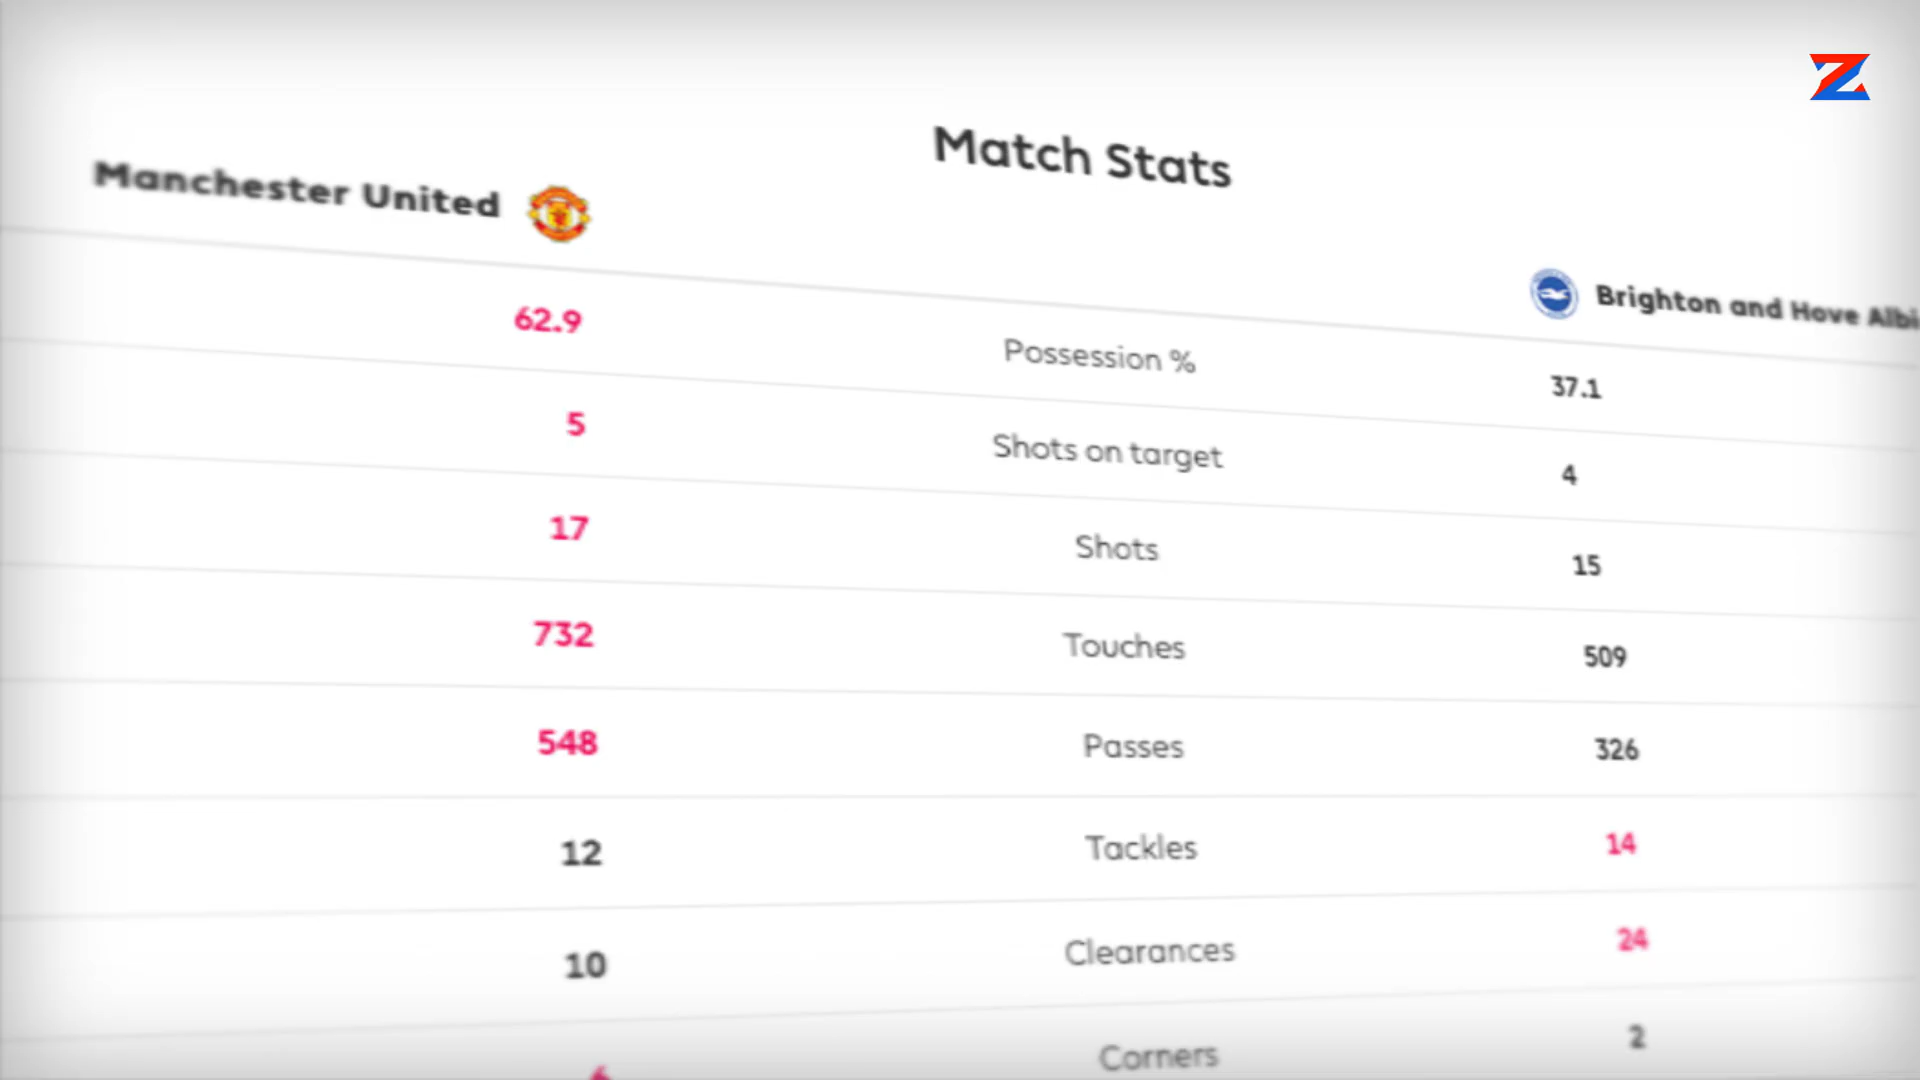 Match Stats
Manchester United
Brighton and Hove Albi
62.9 Possession % 37.1
5 Shots on target 4
17 Shots 15
732 Touches 509
548 Passes 326
12 Tackles 14
10 Clearances 24
6 Corners 2